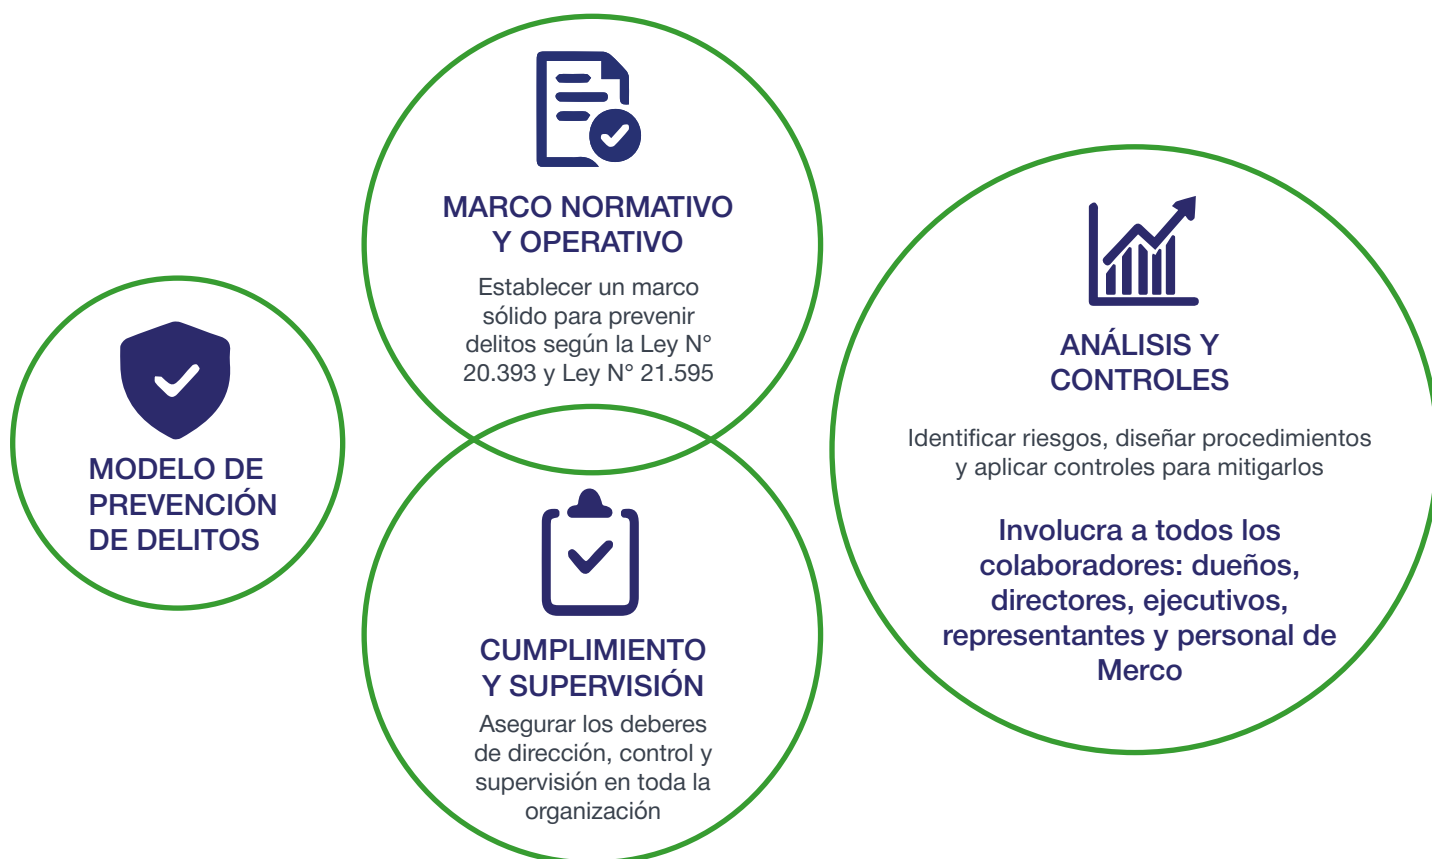 MODELO DE
PREVENCIÓN
DE DELITOS
MARCO NORMATIVO
Y OPERATIVO
Establecer un marco
sólido para prevenir
delitos según la Ley N°
20.393 y Ley N° 21.595
CUMPLIMIENTO
Y SUPERVISIÓN
Asegurar los deberes
de dirección, control y
supervisión en toda la
organización
ANÁLISIS Y
CONTROLES
Identificar riesgos, diseñar procedimientos
y aplicar controles para mitigarlos
Involucra a todos los
colaboradores: dueños,
directores, ejecutivos,
representantes y personal de
Merco